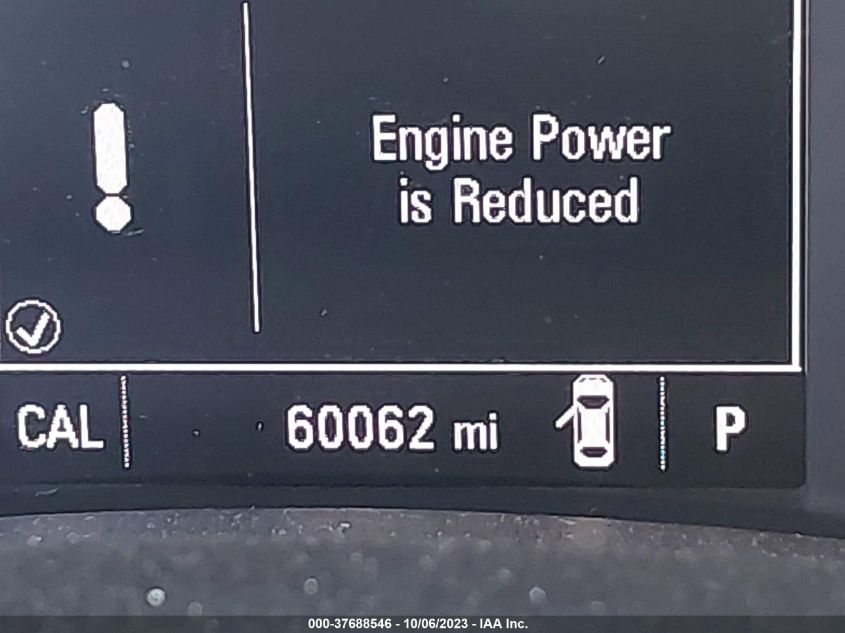 Engine Power
is Reduced
CAL
60062 mi
P
000-37688546 - 10/06/2023 - IAA Inc.